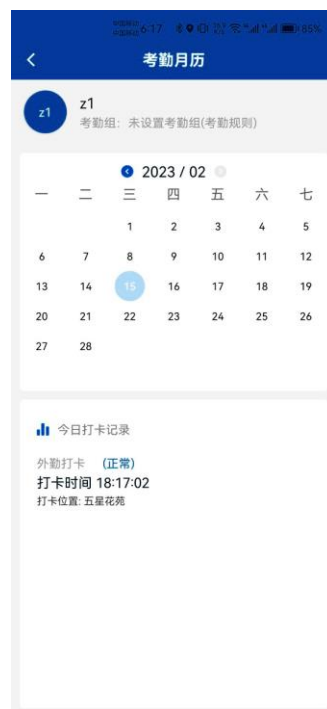 6:17 85%
考勤月历
z1
z1
考勤组：未设置考勤组(考勤规则)
2023 / 02
一 二 三 四 五 六 七
1 2 3 4 5
6 7 8 9 10 11 12
13 14 15 16 17 18 19
20 21 22 23 24 25 26
27 28
今日打卡记录
外勤打卡 (正常)
打卡时间 18:17:02
打卡位置: 五星花苑